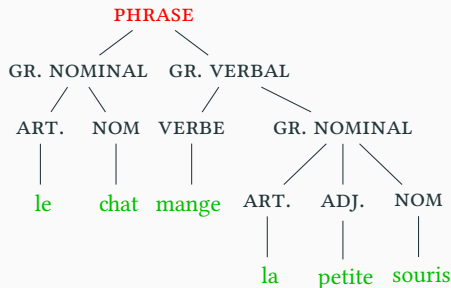 PHRASE
GR. NOMINAL GR. VERBAL
ART. NOM VERBE GR. NOMINAL
le chat mange ART. ADJ. NOM
la petite souris